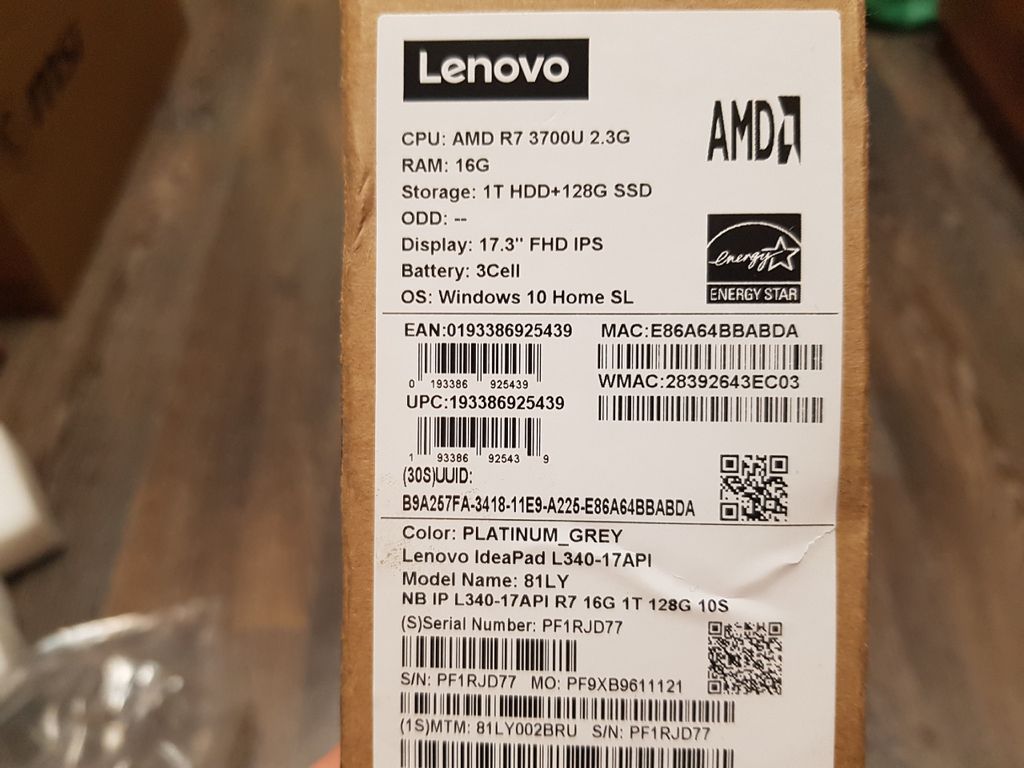 Lenovo
AMD
CPU: AMD R7 3700U 2.3G
RAM: 16G
Storage: 1T HDD+128G SSD
ODD: --
Display: 17.3" FHD IPS
Battery: 3Cell
OS: Windows 10 Home SL
energy
ENERGY STAR
EAN:0193386925439
0 193386 925439
UPC:193386925439
1 93386 92543 9
MAC:E86A64BBABDA
WMAC:28392643EC03
(30S)UUID:
B9A257FA-3418-11E9-A225-E86A64BBABDA
Color: PLATINUM_GREY
Lenovo IdeaPad L340-17API
Model Name: 81LY
NB IP L340-17API R7 16G 1T 128G 10S
(S)Serial Number: PF1RJD77
S/N: PF1RJD77 MO: PF9XB9611121
(1S)MTM: 81LY002BRU S/N: PF1RJD77